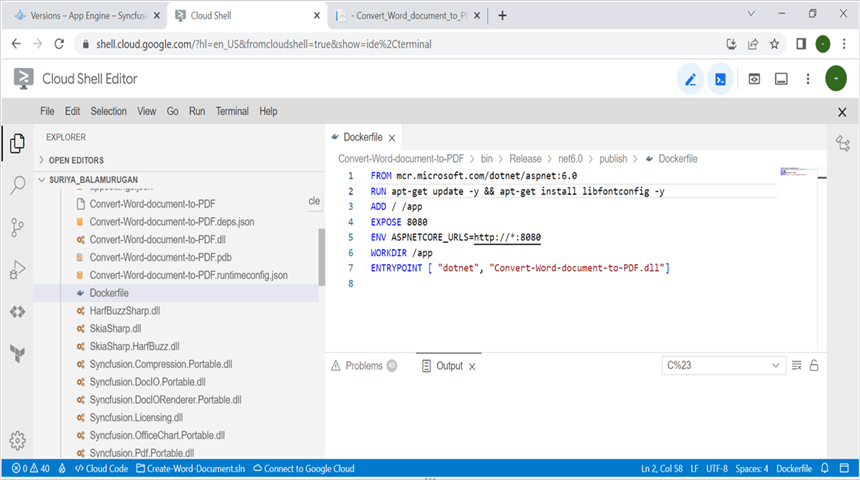 Versions – App Engine – Syncfus
Cloud Shell
- Convert_Word_document_to_P
shell.cloud.google.com/?hl=en_US&fromcloudshell=true&show=ide%2Cterminal
Cloud Shell Editor
File Edit Selection View Go Run Terminal Help
EXPLORER
OPEN EDITORS
SURIYA_BALAMURUGAN
Convert-Word-document-to-PDF
cle
Convert-Word-document-to-PDF.deps.json
Convert-Word-document-to-PDF.dll
Convert-Word-document-to-PDF.pdb
Convert-Word-document-to-PDF.runtimeconfig.json
Dockerfile
HarfBuzzSharp.dll
SkiaSharp.dll
SkiaSharp.HarfBuzz.dll
Syncfusion.Compression.Portable.dll
Syncfusion.DocIO.Portable.dll
Syncfusion.DocIORenderer.Portable.dll
Syncfusion.Licensing.dll
Syncfusion.OfficeChart.Portable.dll
Syncfusion.Pdf.Portable.dll
Dockerfile
Convert-Word-document-to-PDF > bin > Release > net6.0 > publish > Dockerfile
1 FROM mcr.microsoft.com/dotnet/aspnet:6.0
2 RUN apt-get update -y && apt-get install libfontconfig -y
3 ADD / /app
4 EXPOSE 8080
5 ENV ASPNETCORE_URLS=http://*:8080
6 WORKDIR /app
7 ENTRYPOINT [ "dotnet", "Convert-Word-document-to-PDF.dll"]
8
Problems 40
Output
C%23
0 40 Cloud Code Create-Word-Document.sln Connect to Google Cloud
Ln 2, Col 58 LF UTF-8 Spaces: 4 Dockerfile